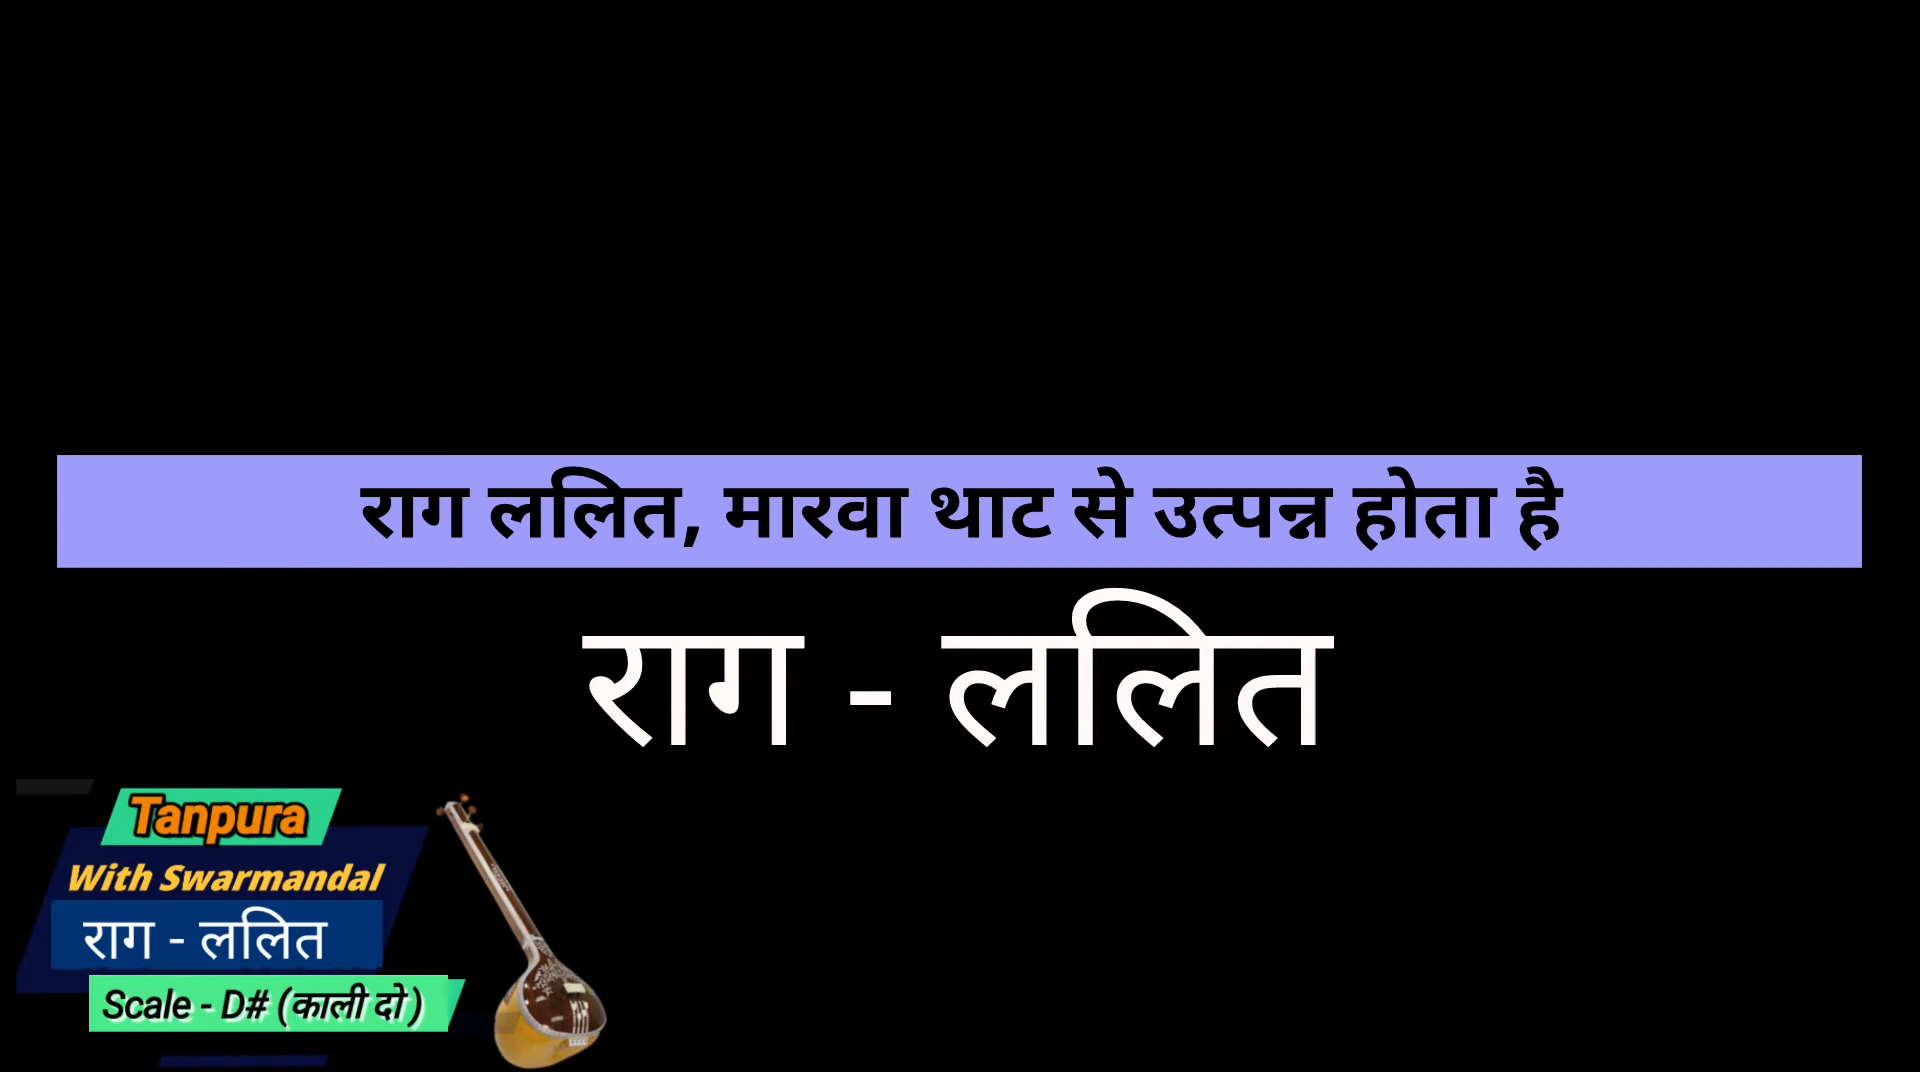 राग ललित, मारवा थाट से उत्पन्न होता है
राग - ललित
Tanpura
With Swarmandal
राग - ललित
Scale - D# (काली दो )